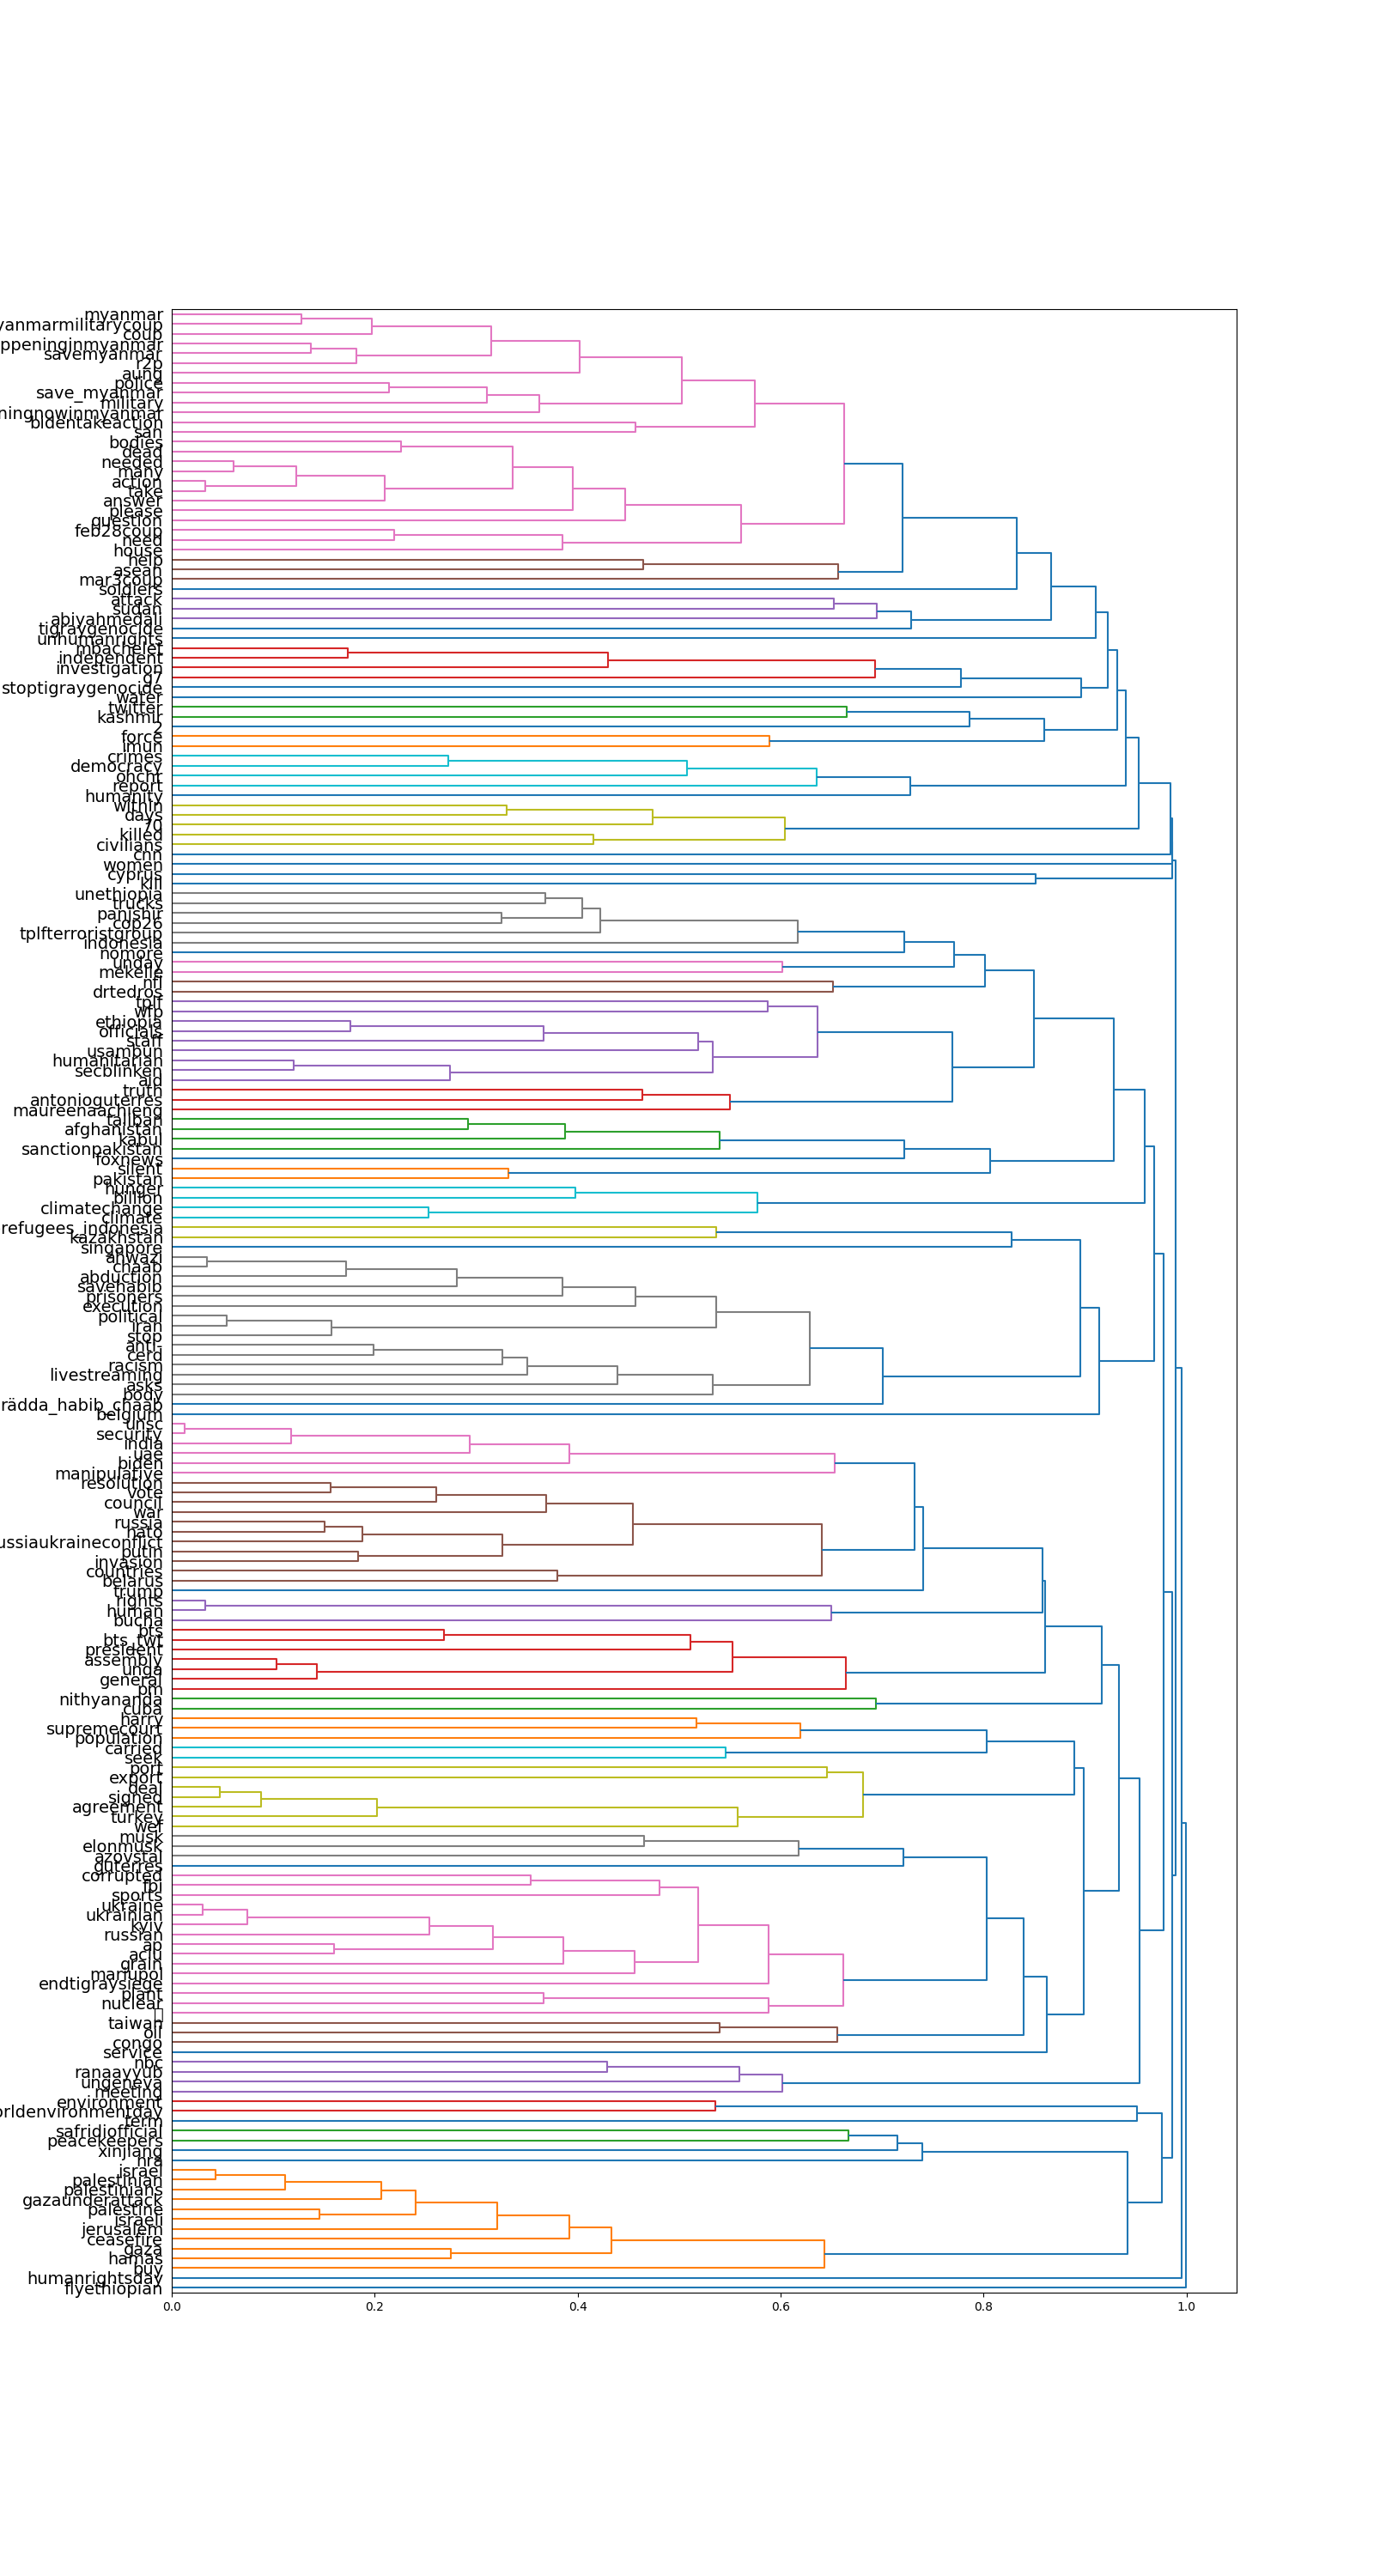 myanmar
yanmarmilitarycoup
coup
ppeninginmyanmar
savemyanmar
r2p
aung
police
save_myanmar
military
ningnowinmyanmar
bidentakeaction
san
bodies
dead
needed
many
action
take
answer
please
question
feb28coup
need
house
help
asean
mar3coup
soldiers
attack
sudan
abiyahmedali
tigraygenocide
unhumanrights
mbachelet
independent
investigation
g7
stoptigraygenocide
water
twitter
kashmir
2
force
imun
crimes
democracy
ohchr
report
humanity
within
days
70
killed
civilians
cnn
women
cyprus
kill
unethiopia
trucks
panjshir
cop26
tplfterroristgroup
indonesia
nomore
unday
mekelle
nfl
drtedros
tplf
wfp
ethiopia
officials
staff
usambun
humanitarian
secblinken
aid
truth
antonioguterres
maureenaachieng
taliban
afghanistan
kabul
sanctionpakistan
foxnews
silent
pakistan
hunger
billion
climatechange
climate
refugees_indonesia
kazakhstan
singapore
ahwazi
chaab
abduction
savehabib
prisoners
execution
political
iran
stop
anti-
cerd
racism
livestreaming
asks
body
rädda_habib_chaab
belgium
unsc
security
india
uae
biden
manipulative
resolution
vote
council
war
russia
nato
ussiaukraineconflict
putin
invasion
countries
belarus
trump
rights
human
bucha
bts
bts_twt
president
assembly
unga
general
pm
nithyananda
cuba
harry
supremecourt
population
carried
seek
port
export
deal
signed
agreement
turkey
wef
musk
elonmusk
azovstal
guterres
corrupted
fbi
sports
ukraine
ukrainian
kyiv
russian
ap
aclu
grain
mariupol
endtigraysiege
plant
nuclear
taiwan
oil
congo
service
nbc
ranaayyub
ungeneva
meeting
environment
orldenvironmentday
term
safridiofficial
peacekeepers
xinjiang
nra
israel
palestinian
palestinians
gazaunderattack
palestine
israeli
jerusalem
ceasefire
gaza
hamas
buy
humanrightsday
flyethiopian
0.0 0.2 0.4 0.6 0.8 1.0